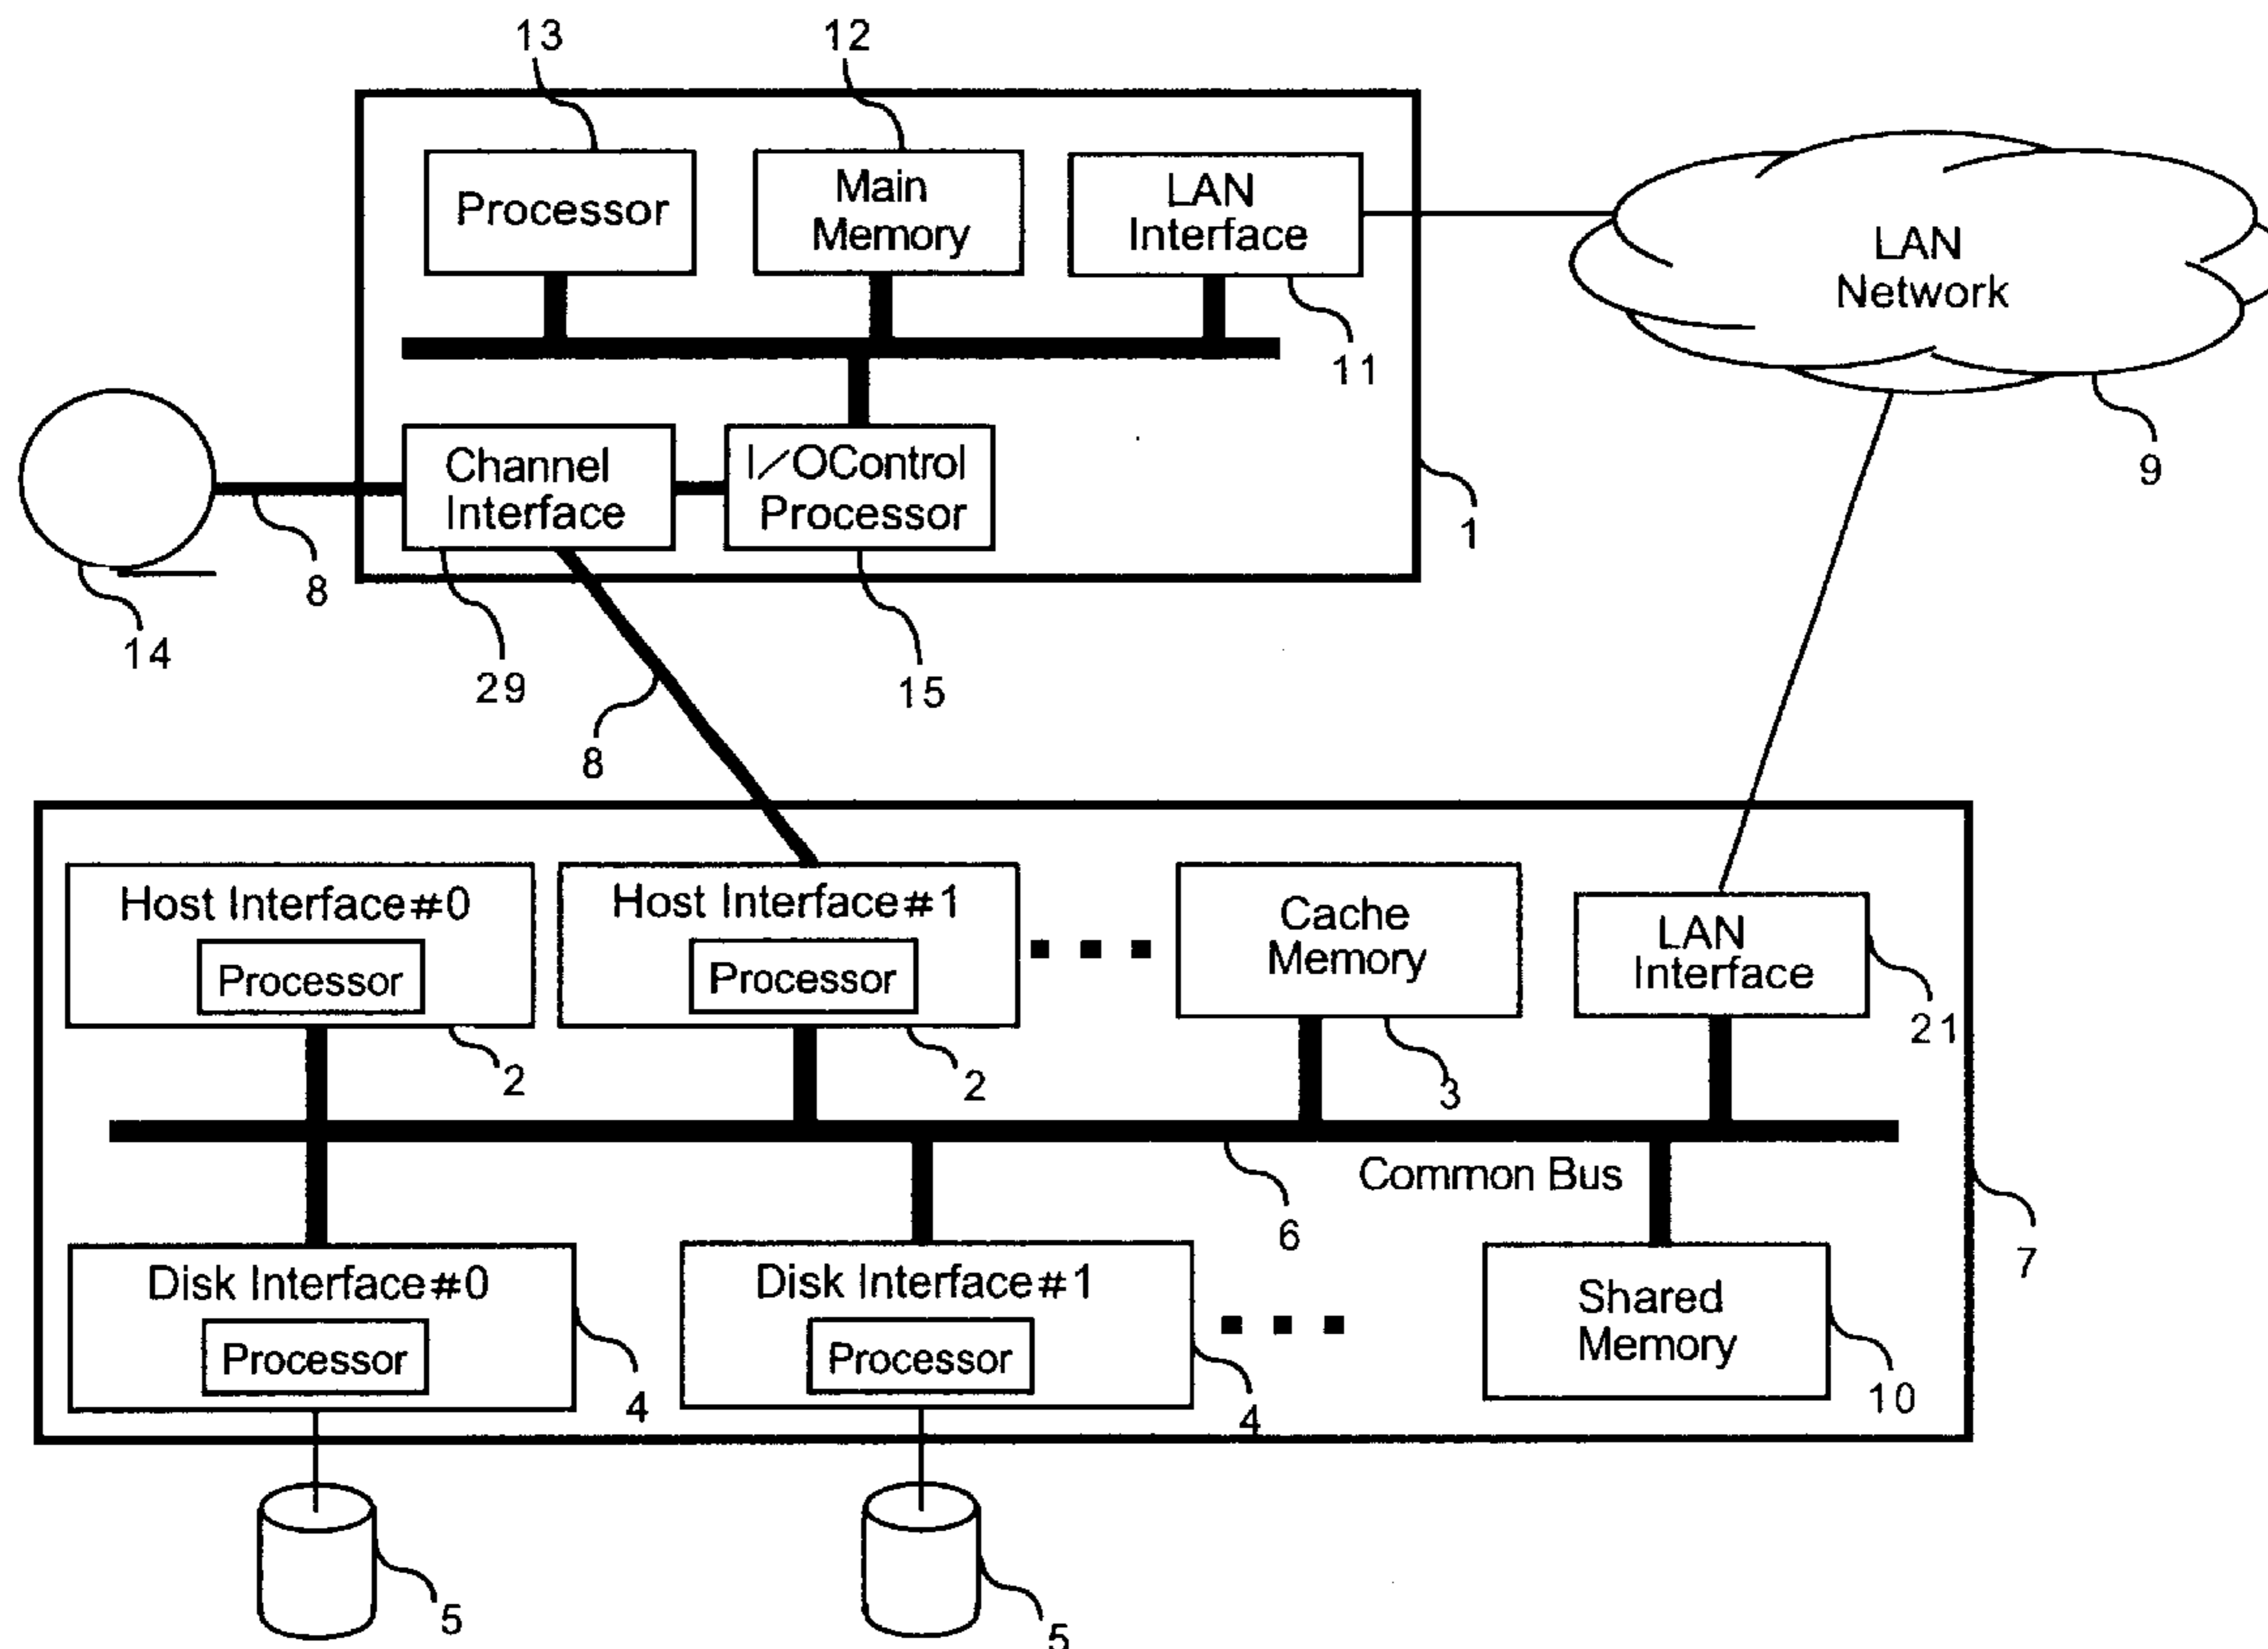 13
12
Processor
Main
Memory
LAN
Interface
LAN
Network
11
9
Channel
Interface
I/OControl
Processor
1
8
14
29
15
8
Host Interface#0
Processor
Host Interface#1
Processor
Cache
Memory
LAN
Interface
21
2
2
3
Common Bus
6
7
Disk Interface#0
Processor
Disk Interface#1
Processor
Shared
Memory
4
4
10
5
5